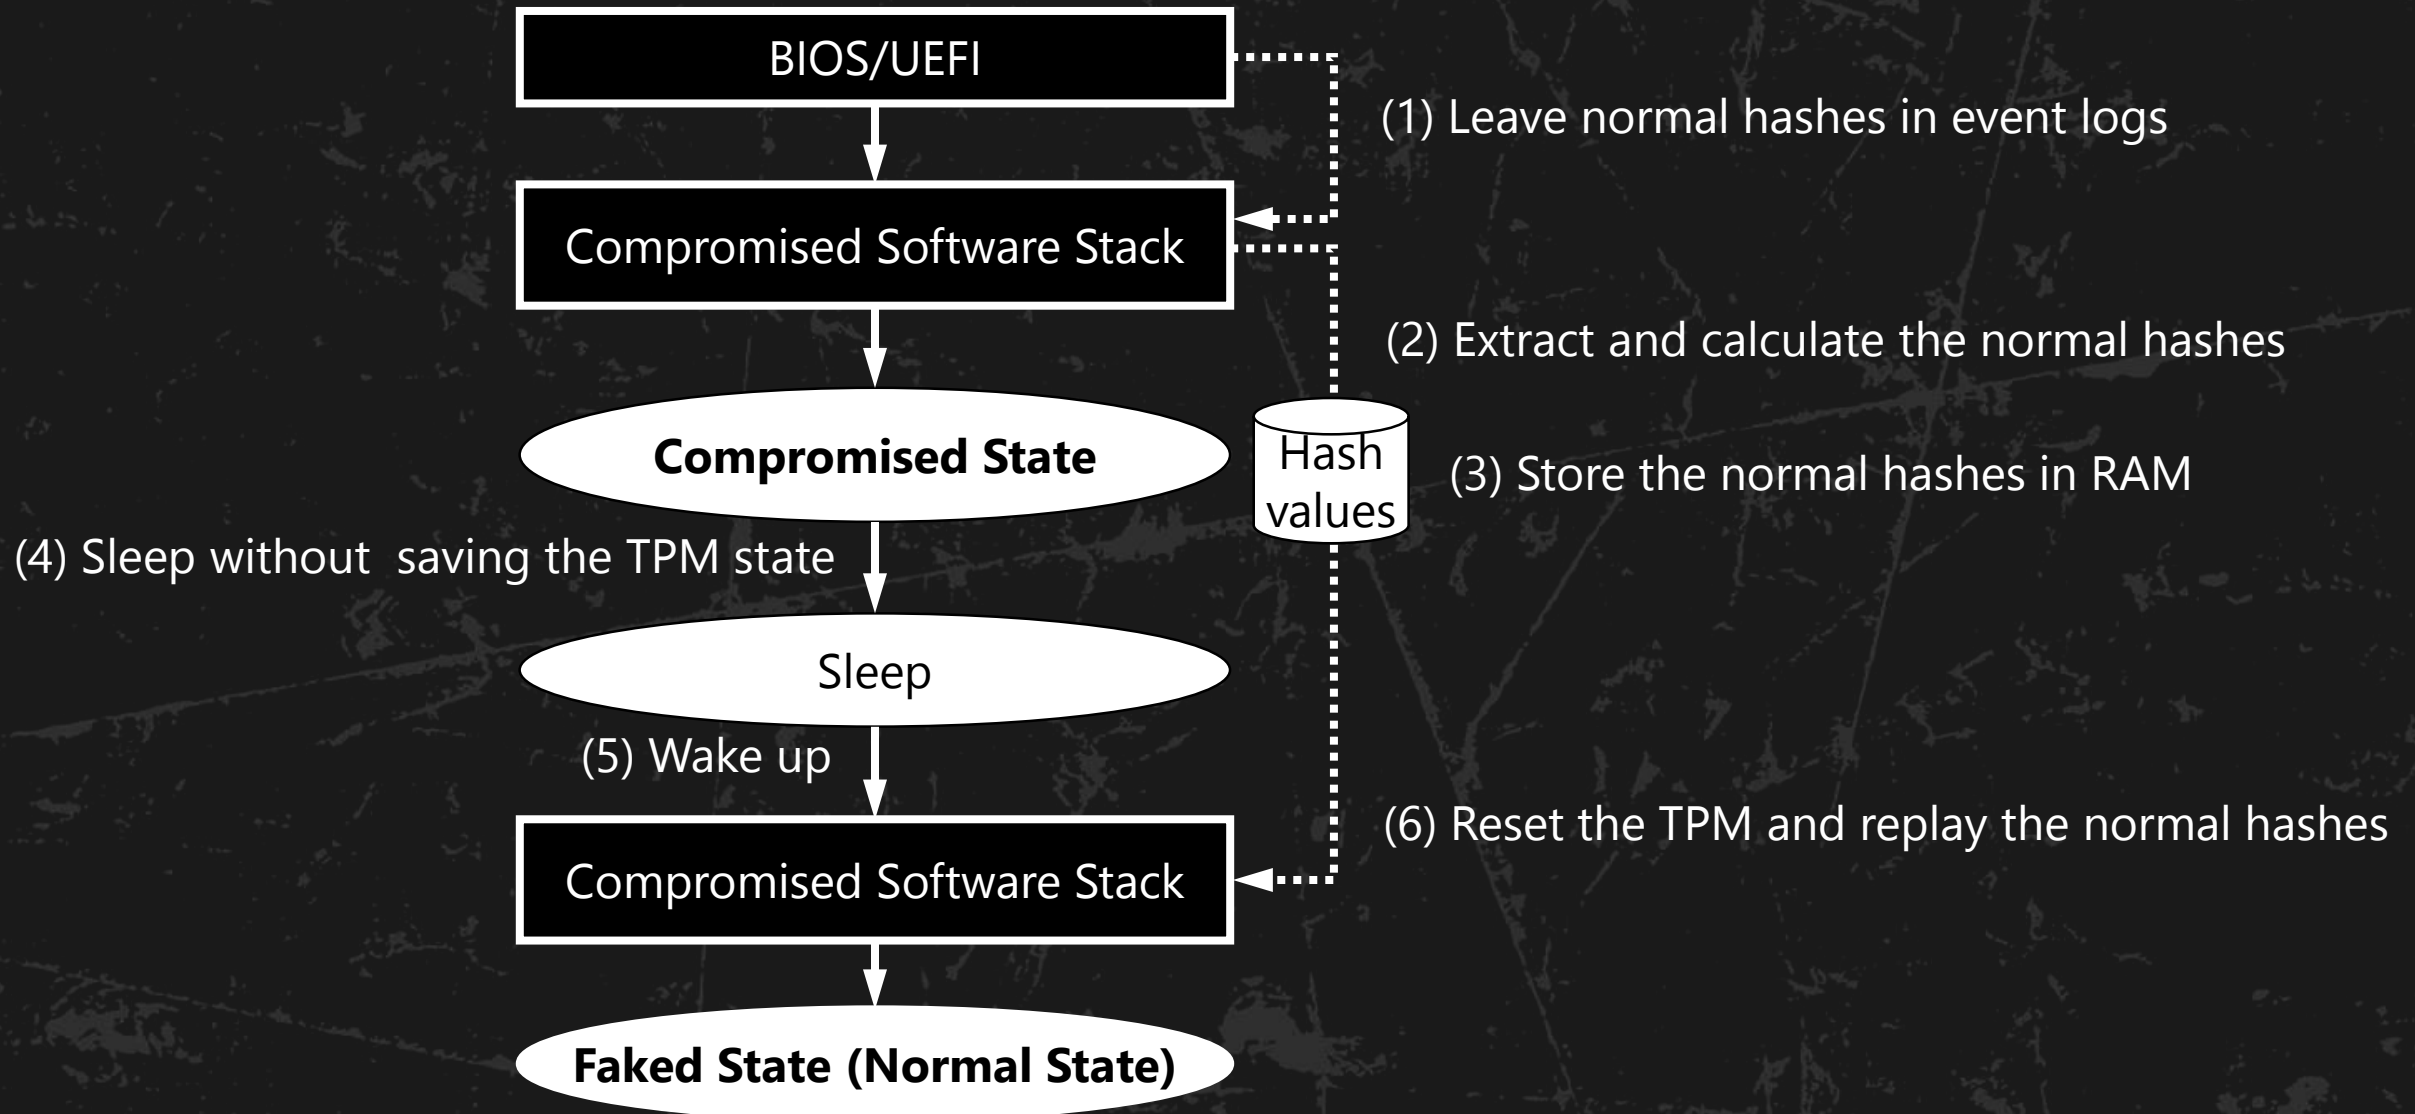 BIOS/UEFI
(1) Leave normal hashes in event logs
Compromised Software Stack
(2) Extract and calculate the normal hashes
Compromised State
Hash
values
(3) Store the normal hashes in RAM
(4) Sleep without  saving the TPM state
Sleep
(5) Wake up
(6) Reset the TPM and replay the normal hashes
Compromised Software Stack
Faked State (Normal State)